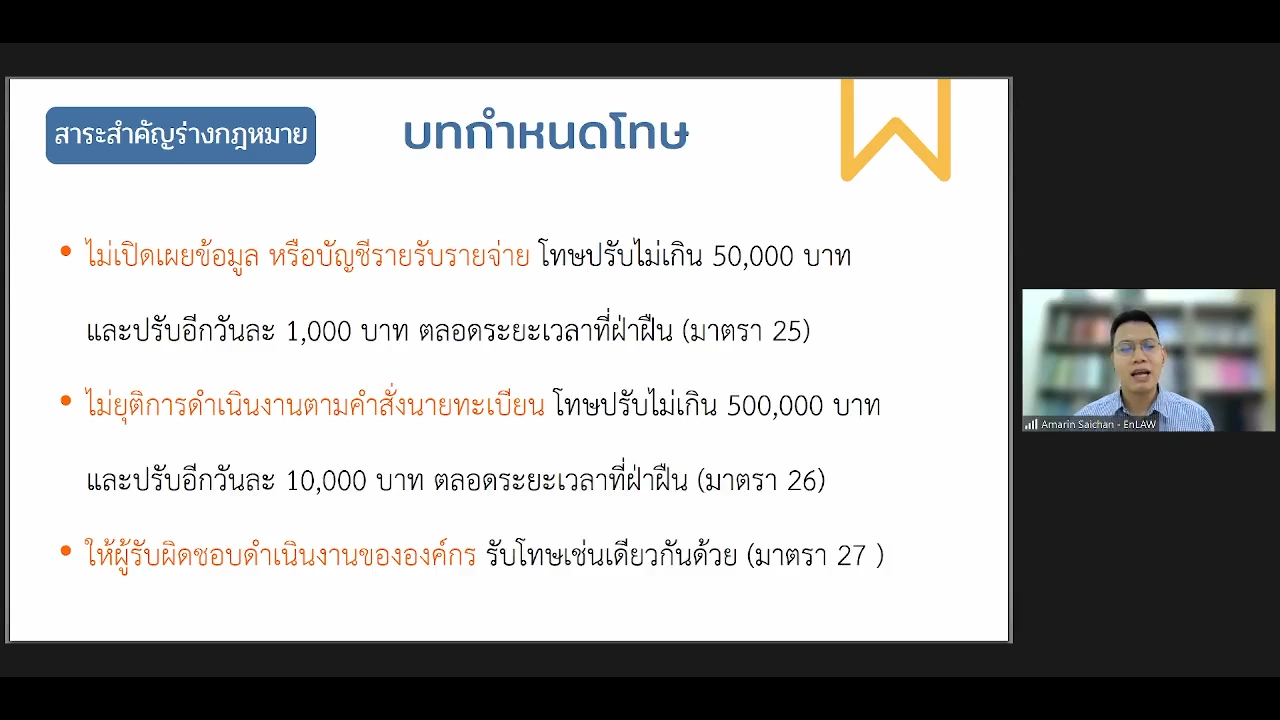 สาระสำคัญร่างกฎหมาย
บทกำหนดโทษ
• ไม่เปิดเผยข้อมูล หรือบัญชีรายรับรายจ่าย โทษปรับไม่เกิน 50,000 บาท
และปรับอีกวันละ 1,000 บาท ตลอดระยะเวลาที่ฝ่าฝืน (มาตรา 25)
• ไม่ยุติการดำเนินงานตามคำสั่งนายทะเบียน โทษปรับไม่เกิน 500,000 บาท
และปรับอีกวันละ 10,000 บาท ตลอดระยะเวลาที่ฝ่าฝืน (มาตรา 26)
• ให้ผู้รับผิดชอบดำเนินงานขององค์กร รับโทษเช่นเดียวกันด้วย (มาตรา 27 )
Amarin Saichan - EnLAW